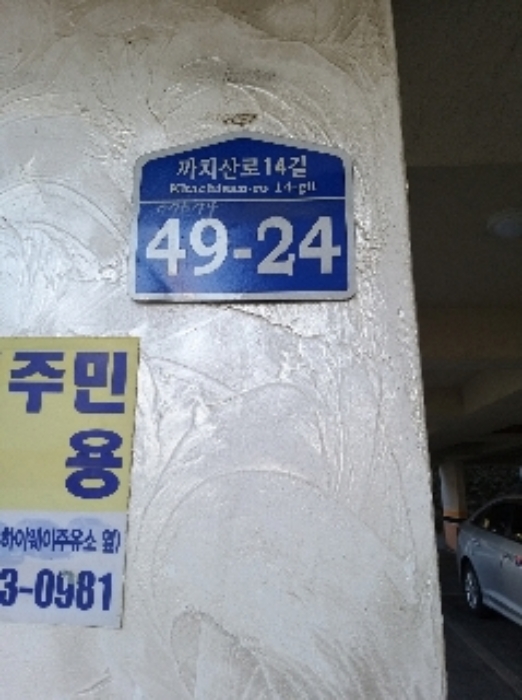 까치산로14길
Kkachisan-ro 14-gil
49-24
주민
용
하이웨이주유소 옆)
3-0981